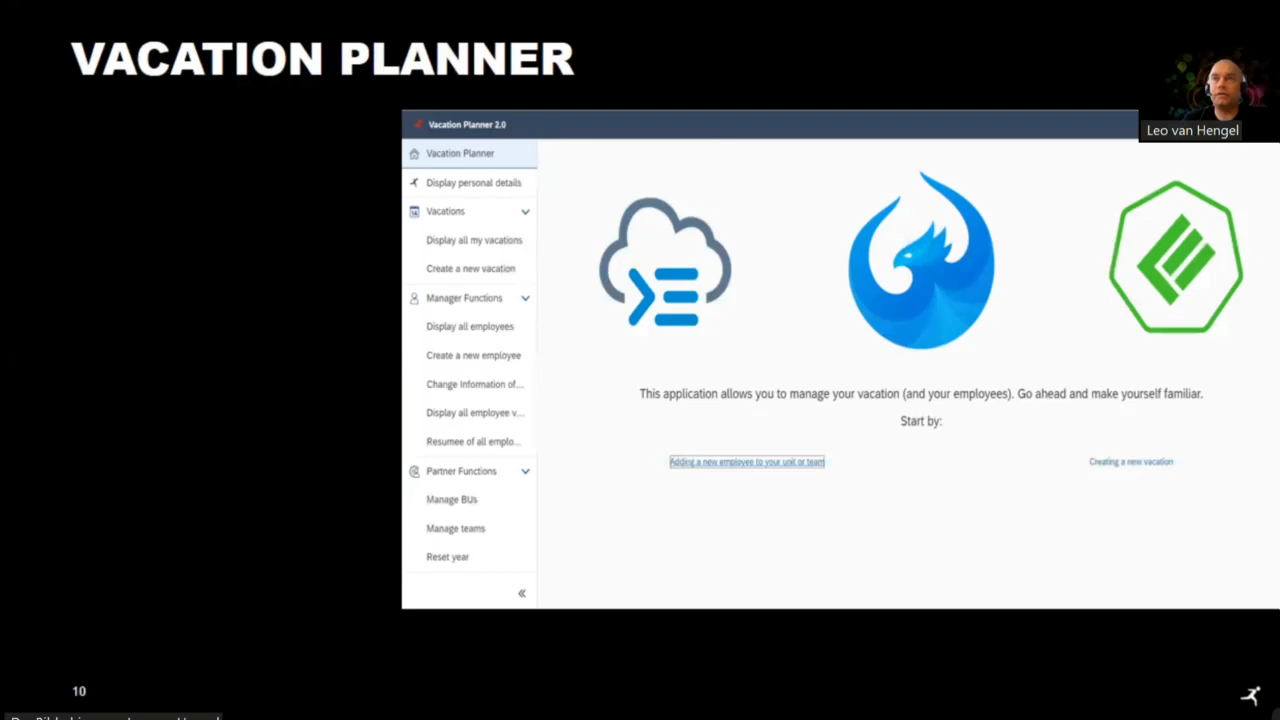 VACATION PLANNER
Leo van Hengel
Vacation Planner 2.0
Vacation Planner
Display personal details
Vacations
Display all my vacations
Create a new vacation
Manager Functions
Display all employees
Create a new employee
Change Information of...
Display all employee v...
Resumee of all emplo...
Partner Functions
Manage BUs
Manage teams
Reset year
This application allows you to manage your vacation (and your employees). Go ahead and make yourself familiar.
Start by:
Adding a new employee to your unit or team
Creating a new vacation
10